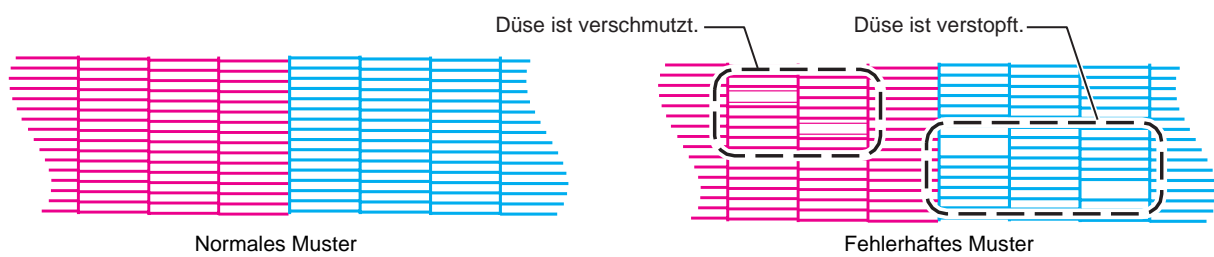 Düse ist verschmutzt.
Düse ist verstopft.
Normales Muster
Fehlerhaftes Muster